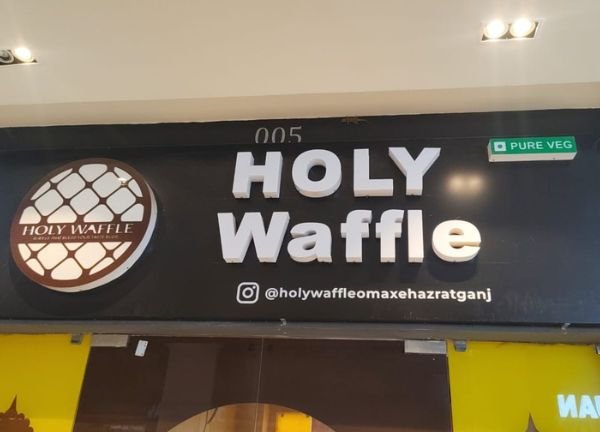 005
HOLY
Waffle
PURE VEG
HOLY WAFFLE
@holywaffleomaxehazratganj